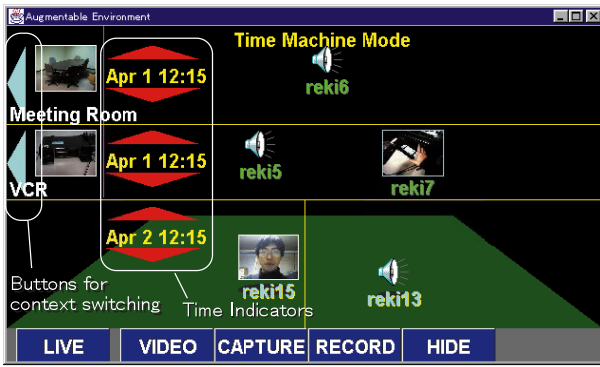 Augmentable Environment
Time Machine Mode
Apr 1 12:15
reki6
Meeting Room
Apr 1 12:15
reki5
reki7
VCR
Apr 2 12:15
Buttons for
context switching
Time Indicators
reki15
reki13
LIVE
VIDEO
CAPTURE
RECORD
HIDE